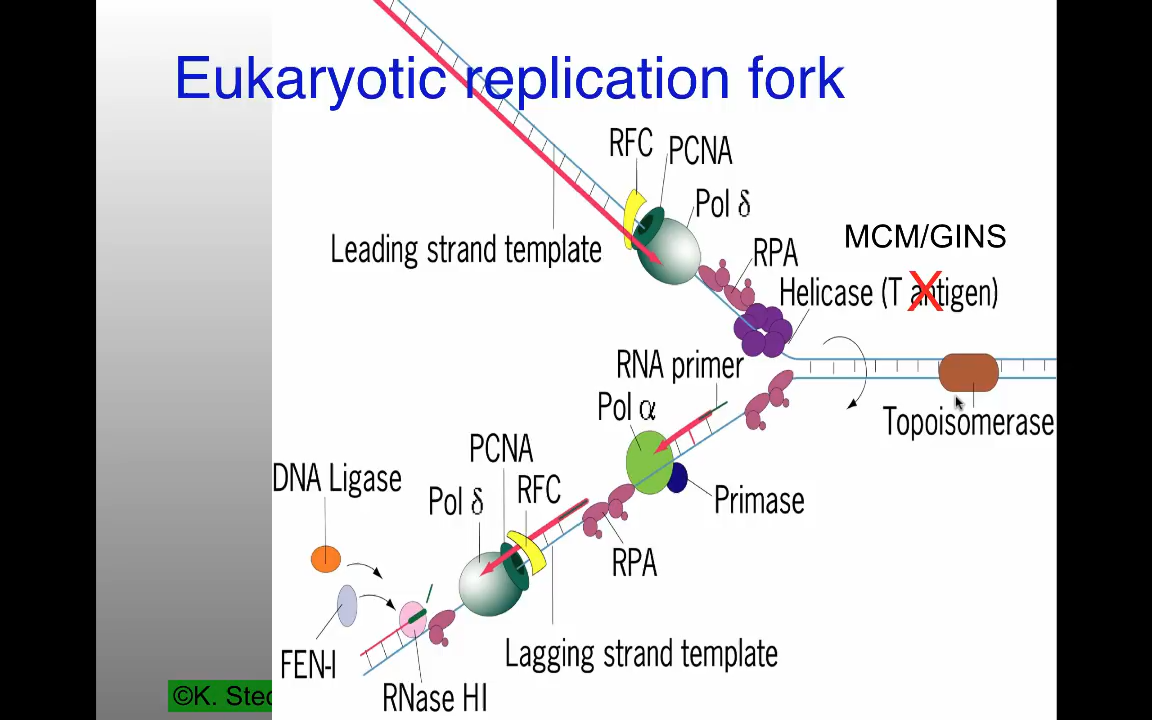 Eukaryotic replication fork
RFC
PCNA
Pol δ
Leading strand template
MCM/GINS
RPA
Helicase (T antigen)
RNA primer
Pol α
Topoisomerase
PCNA
DNA Ligase
Pol δ
RFC
Primase
RPA
Lagging strand template
FEN-I
RNase HI
©K. Sted